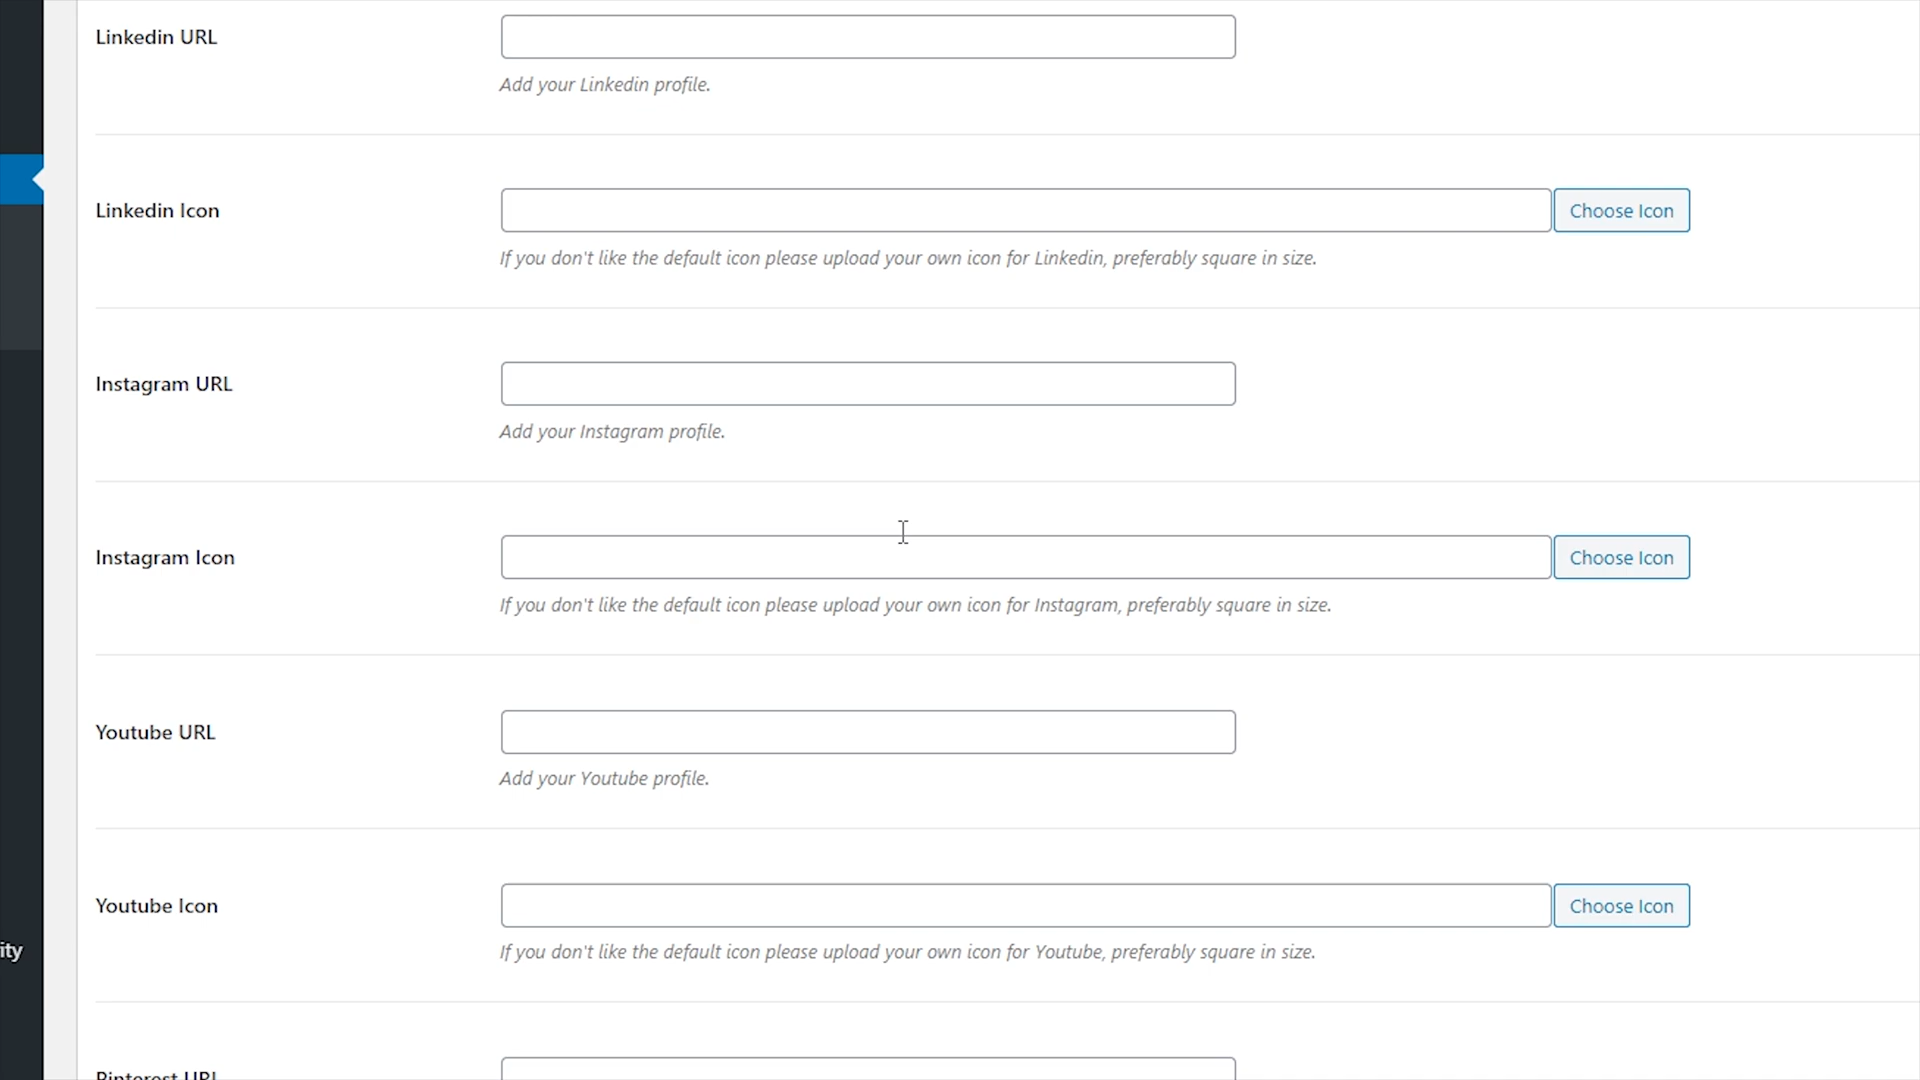 Linkedin URL
Add your Linkedin profile.
Linkedin Icon
Choose Icon
If you don't like the default icon please upload your own icon for Linkedin, preferably square in size.
Instagram URL
Add your Instagram profile.
Instagram Icon
Choose Icon
If you don't like the default icon please upload your own icon for Instagram, preferably square in size.
Youtube URL
Add your Youtube profile.
Youtube Icon
Choose Icon
ity
If you don't like the default icon please upload your own icon for Youtube, preferably square in size.
Pinterest URL